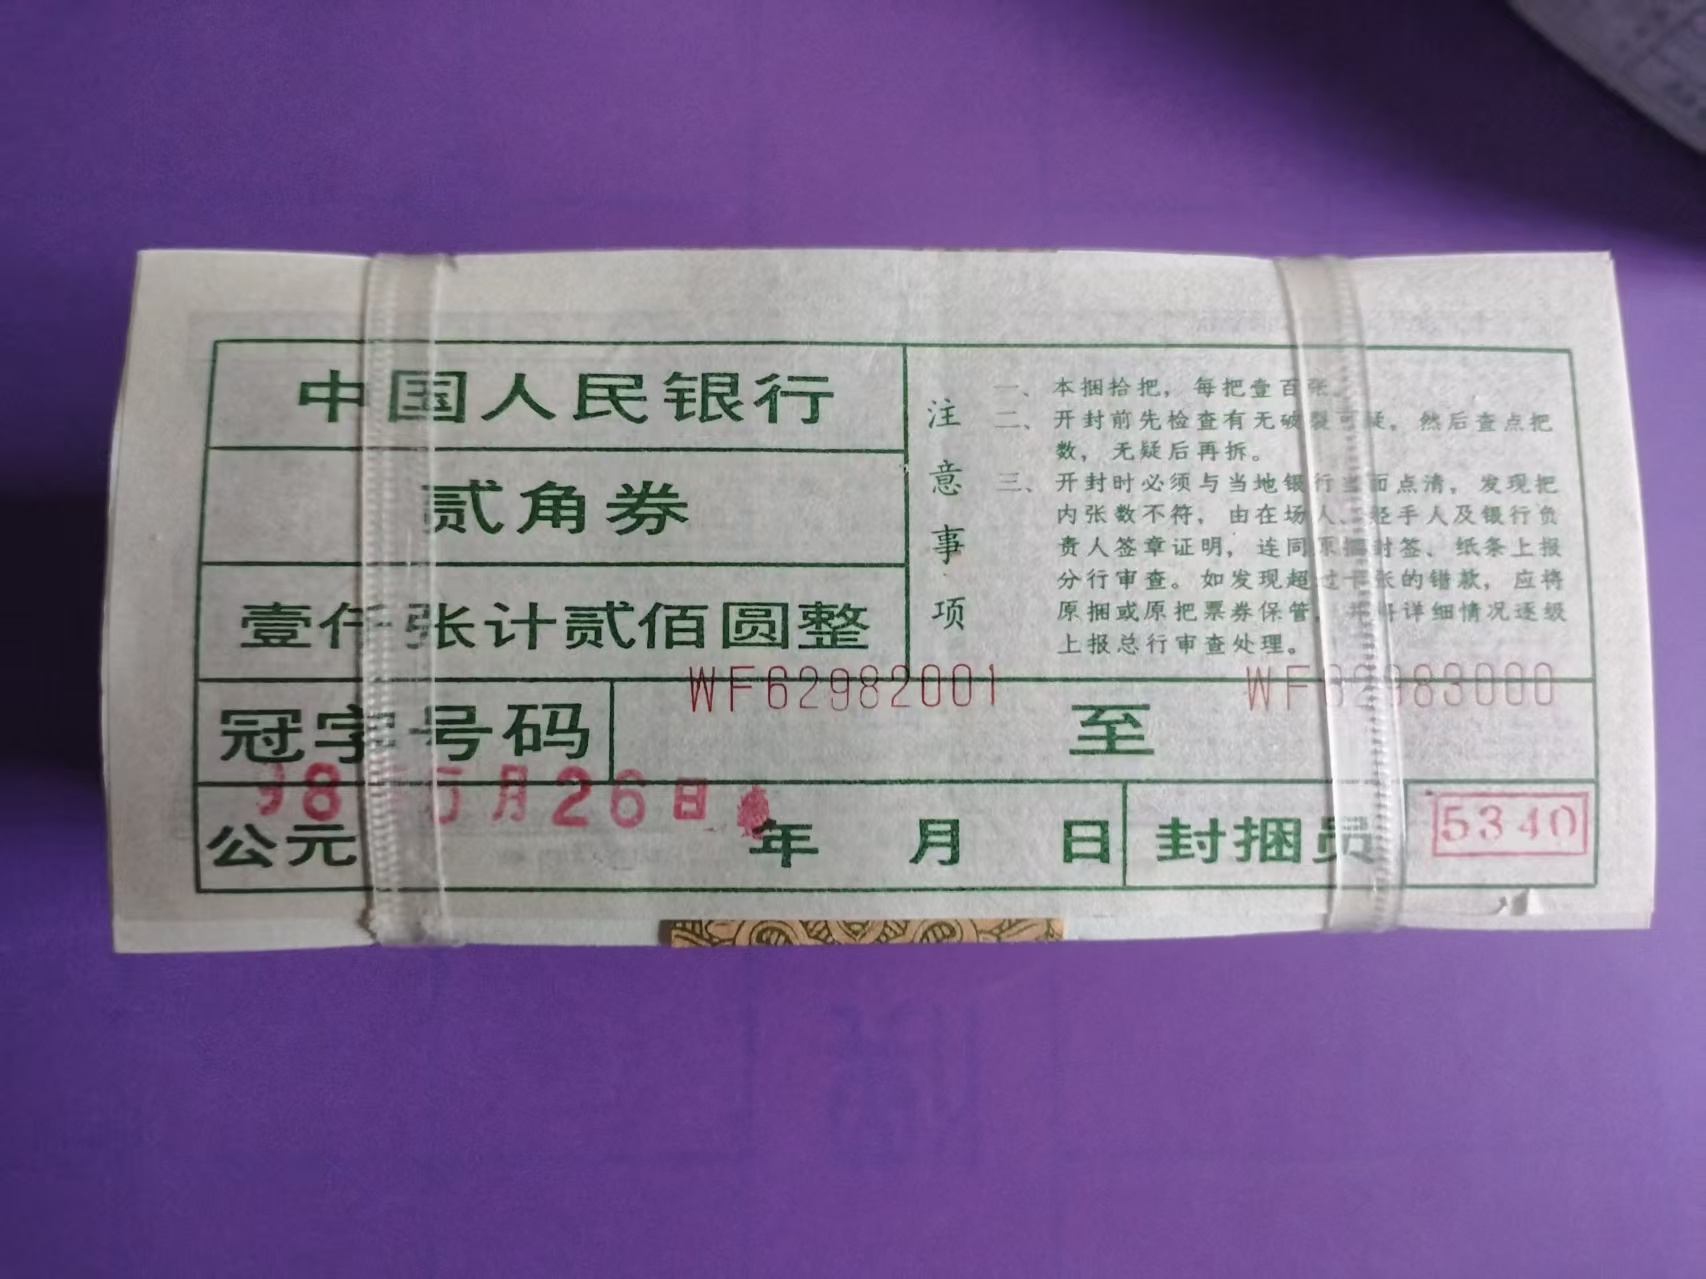 中国人民银行
贰角券
壹仟张计贰佰圆整
注意事项
一、本捆拾把，每把壹百张。
二、开封前先检查有无破裂可疑。然后查点把
数，无疑后再拆。
三、开封时必须与当地银行当面点清，发现把
内张数不符，由在场人、经手人及银行负
责人签章证明，连同原捆封签、纸条上报
分行审查。如发现超过十张的错款，应将
原捆或原把票券保管，并将详细情况逐级
上报总行审查处理。
冠字号码 WF62982001 至 WF62983000
98年5月26日
公元 年 月 日 封捆员 5340